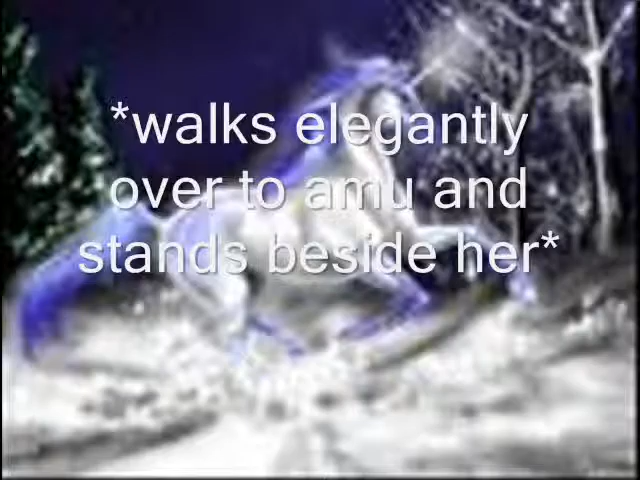 *walks elegantly
over to amu and
stands beside her*